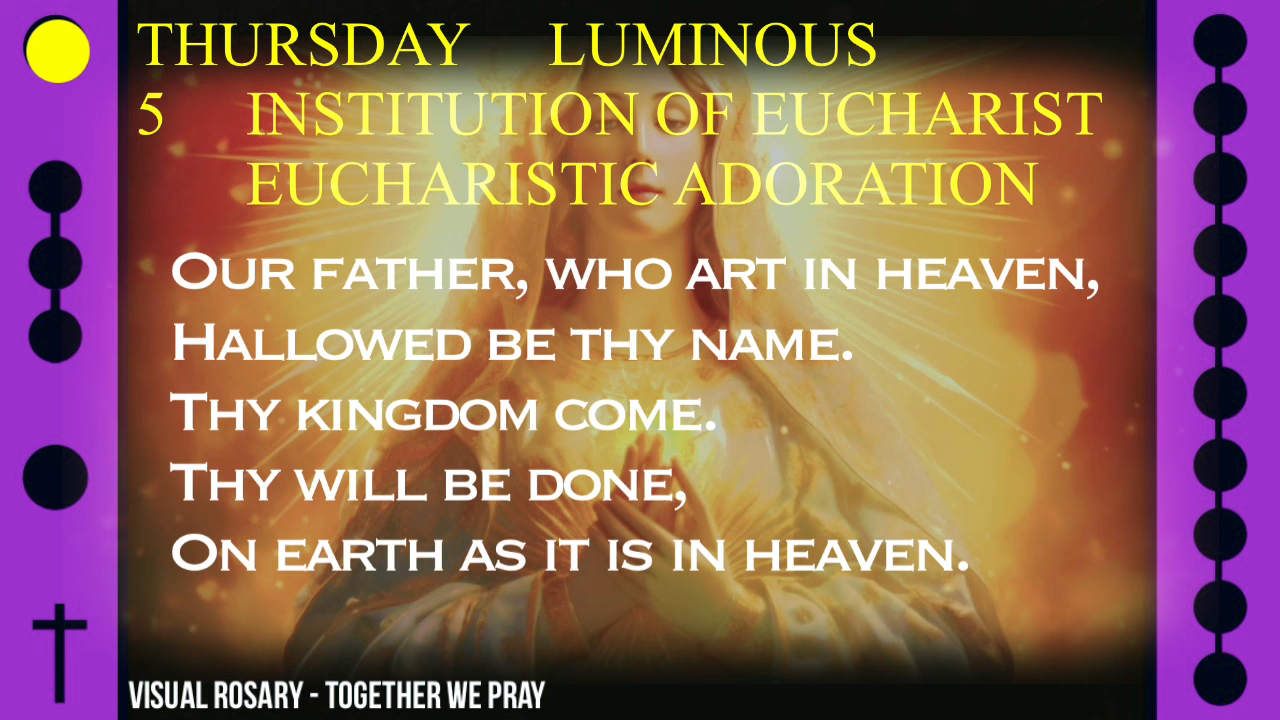 THURSDAY LUMINOUS
5 INSTITUTION OF EUCHARIST
EUCHARISTIC ADORATION
OUR FATHER, WHO ART IN HEAVEN,
HALLOWED BE THY NAME.
THY KINGDOM COME.
THY WILL BE DONE,
ON EARTH AS IT IS IN HEAVEN.
VISUAL ROSARY - TOGETHER WE PRAY